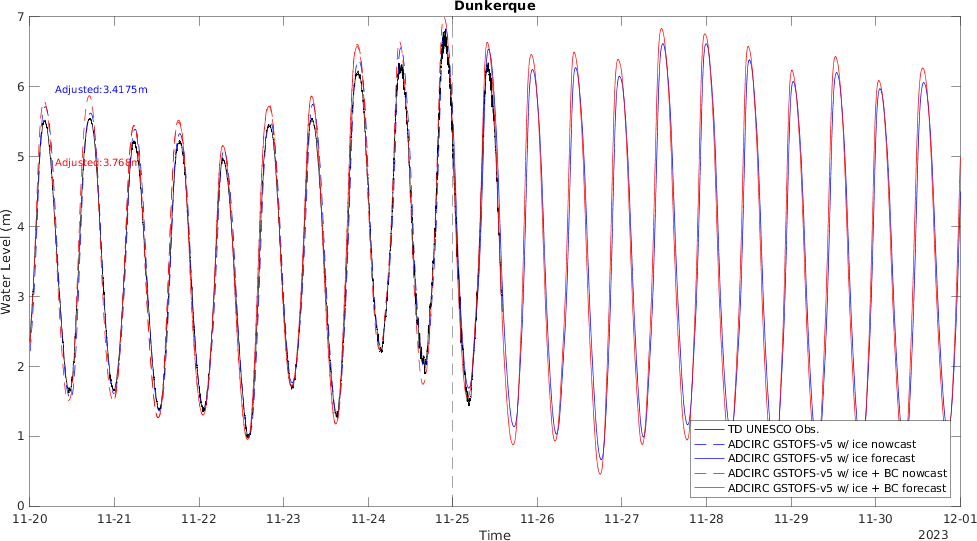 Dunkerque
7
6
5
4
3
2
1
0
Water Level (m)
Adjusted:3.4175m
Adjusted:3.768m
TD UNESCO Obs.
ADCIRC GSTOFS-v5 w/ ice nowcast
ADCIRC GSTOFS-v5 w/ ice forecast
ADCIRC GSTOFS-v5 w/ ice + BC nowcast
ADCIRC GSTOFS-v5 w/ ice + BC forecast
11-20 11-21 11-22 11-23 11-24 11-25 11-26 11-27 11-28 11-29 11-30 12-01
Time
2023